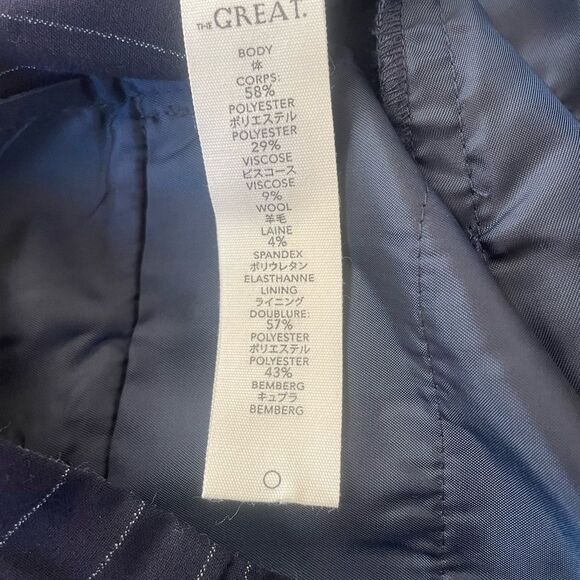 THE GREAT.
BODY
体
CORPS:
58%
POLYESTER
ポリエステル
POLYESTER
29%
VISCOSE
ビスコース
VISCOSE
9%
WOOL
羊毛
LAINE
4%
SPANDEX
ポリウレタン
ELASTHANNE
LINING
ライニング
DOUBLURE:
57%
POLYESTER
ポリエステル
POLYESTER
43%
BEMBERG
キュプラ
BEMBERG